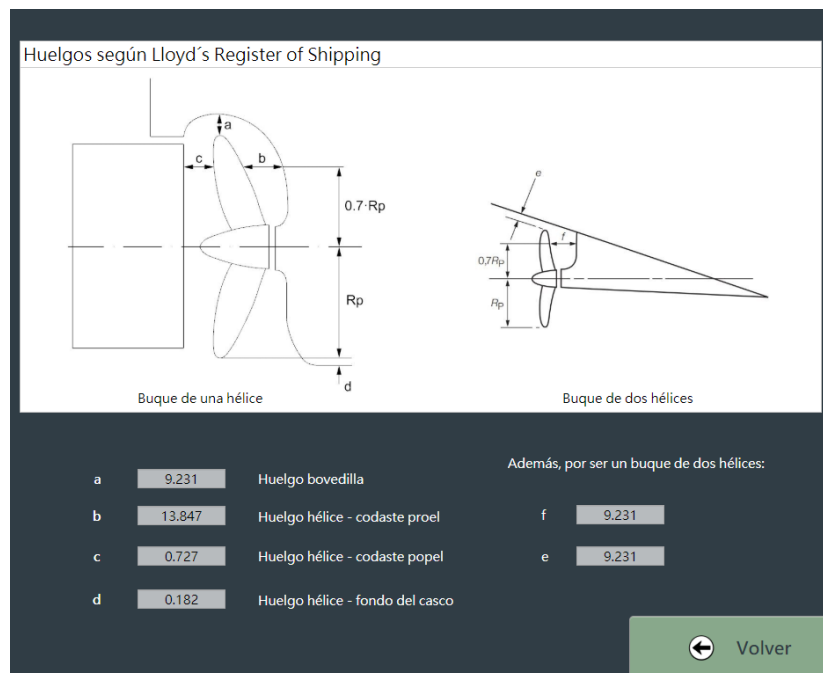 Huelgos según Lloyd´s Register of Shipping
a
c
b
0.7·Rp
Rp
d
Buque de una hélice
e
f
0,7RP
RP
Buque de dos hélices
a 9.231 Huelgo bovedilla
b 13.847 Huelgo hélice - codaste proel
c 0.727 Huelgo hélice - codaste popel
d 0.182 Huelgo hélice - fondo del casco
Además, por ser un buque de dos hélices:
f 9.231
e 9.231
Volver